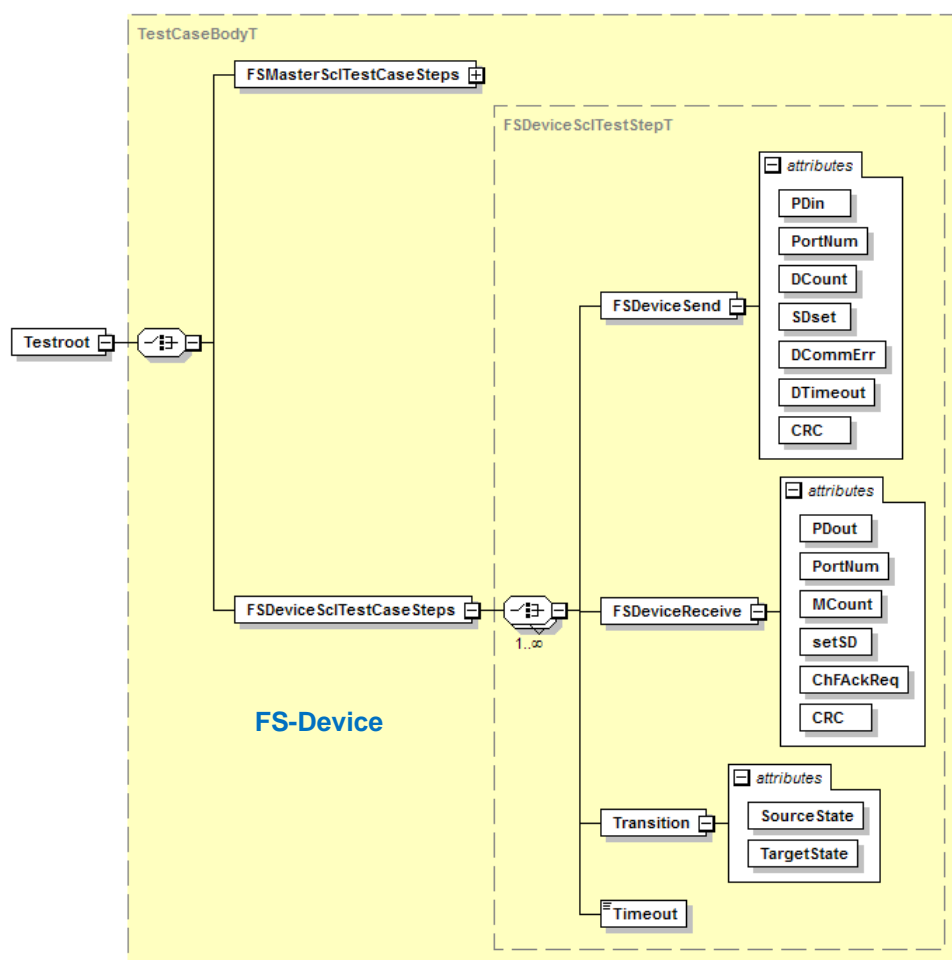 TestCaseBodyT
FSMasterSclTestCaseSteps
FSDeviceSclTestStepT
attributes
PDin
PortNum
DCount
SDset
DCommErr
DTimeout
CRC
FSDeviceSend
Testroot
attributes
PDout
PortNum
MCount
setSD
ChFAckReq
CRC
FSDeviceSclTestCaseSteps
1..∞
FSDeviceReceive
FS-Device
attributes
SourceState
TargetState
Transition
Timeout